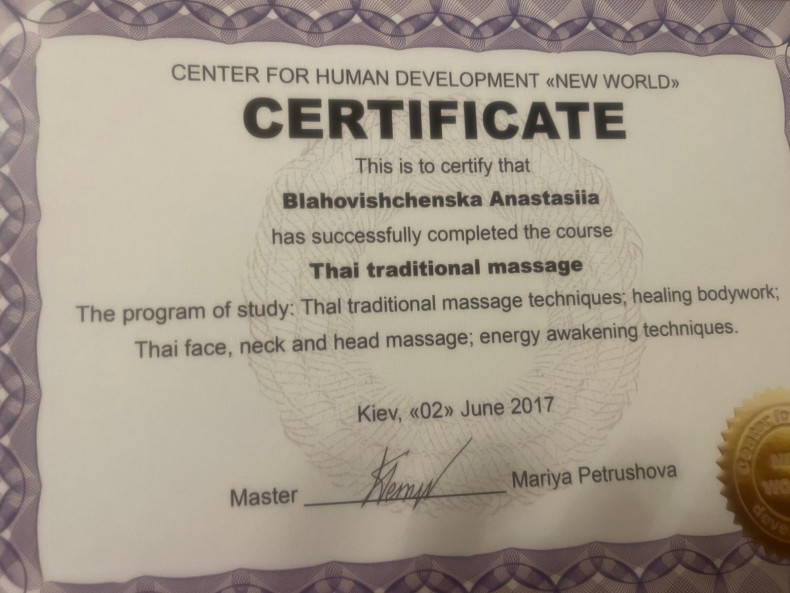 CENTER FOR HUMAN DEVELOPMENT «NEW WORLD»
CERTIFICATE
This is to certify that
Blahovishchenska Anastasiia
has successfully completed the course
Thai traditional massage
The program of study: Thal traditional massage techniques; healing bodywork;
Thai face, neck and head massage; energy awakening techniques.
Kiev, «02» June 2017
Master
Mariya Petrushova